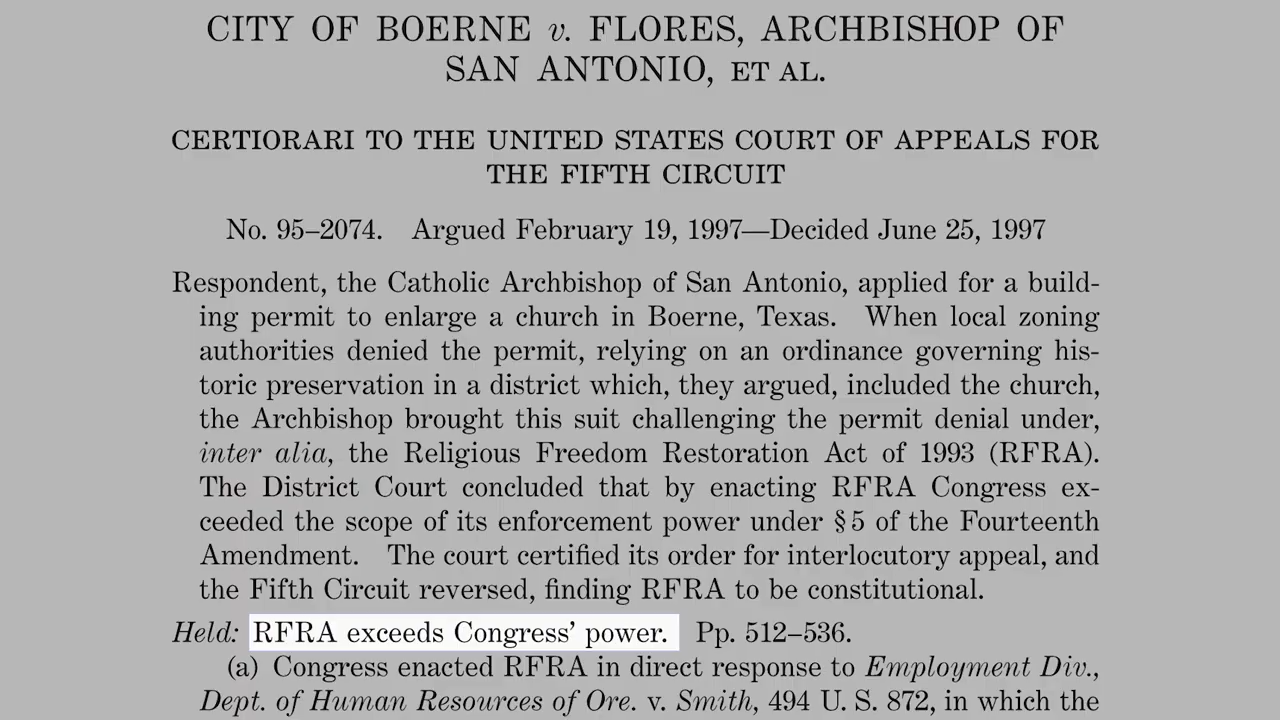 CITY OF BOERNE v. FLORES, ARCHBISHOP OF
SAN ANTONIO, ET AL.
CERTIORARI TO THE UNITED STATES COURT OF APPEALS FOR
THE FIFTH CIRCUIT
No. 95–2074. Argued February 19, 1997—Decided June 25, 1997
Respondent, the Catholic Archbishop of San Antonio, applied for a build-
ing permit to enlarge a church in Boerne, Texas. When local zoning
authorities denied the permit, relying on an ordinance governing his-
toric preservation in a district which, they argued, included the church,
the Archbishop brought this suit challenging the permit denial under,
inter alia, the Religious Freedom Restoration Act of 1993 (RFRA).
The District Court concluded that by enacting RFRA Congress ex-
ceeded the scope of its enforcement power under § 5 of the Fourteenth
Amendment. The court certified its order for interlocutory appeal, and
the Fifth Circuit reversed, finding RFRA to be constitutional.
Held: RFRA exceeds Congress’ power. Pp. 512–536.
(a) Congress enacted RFRA in direct response to Employment Div.,
Dept. of Human Resources of Ore. v. Smith, 494 U. S. 872, in which the